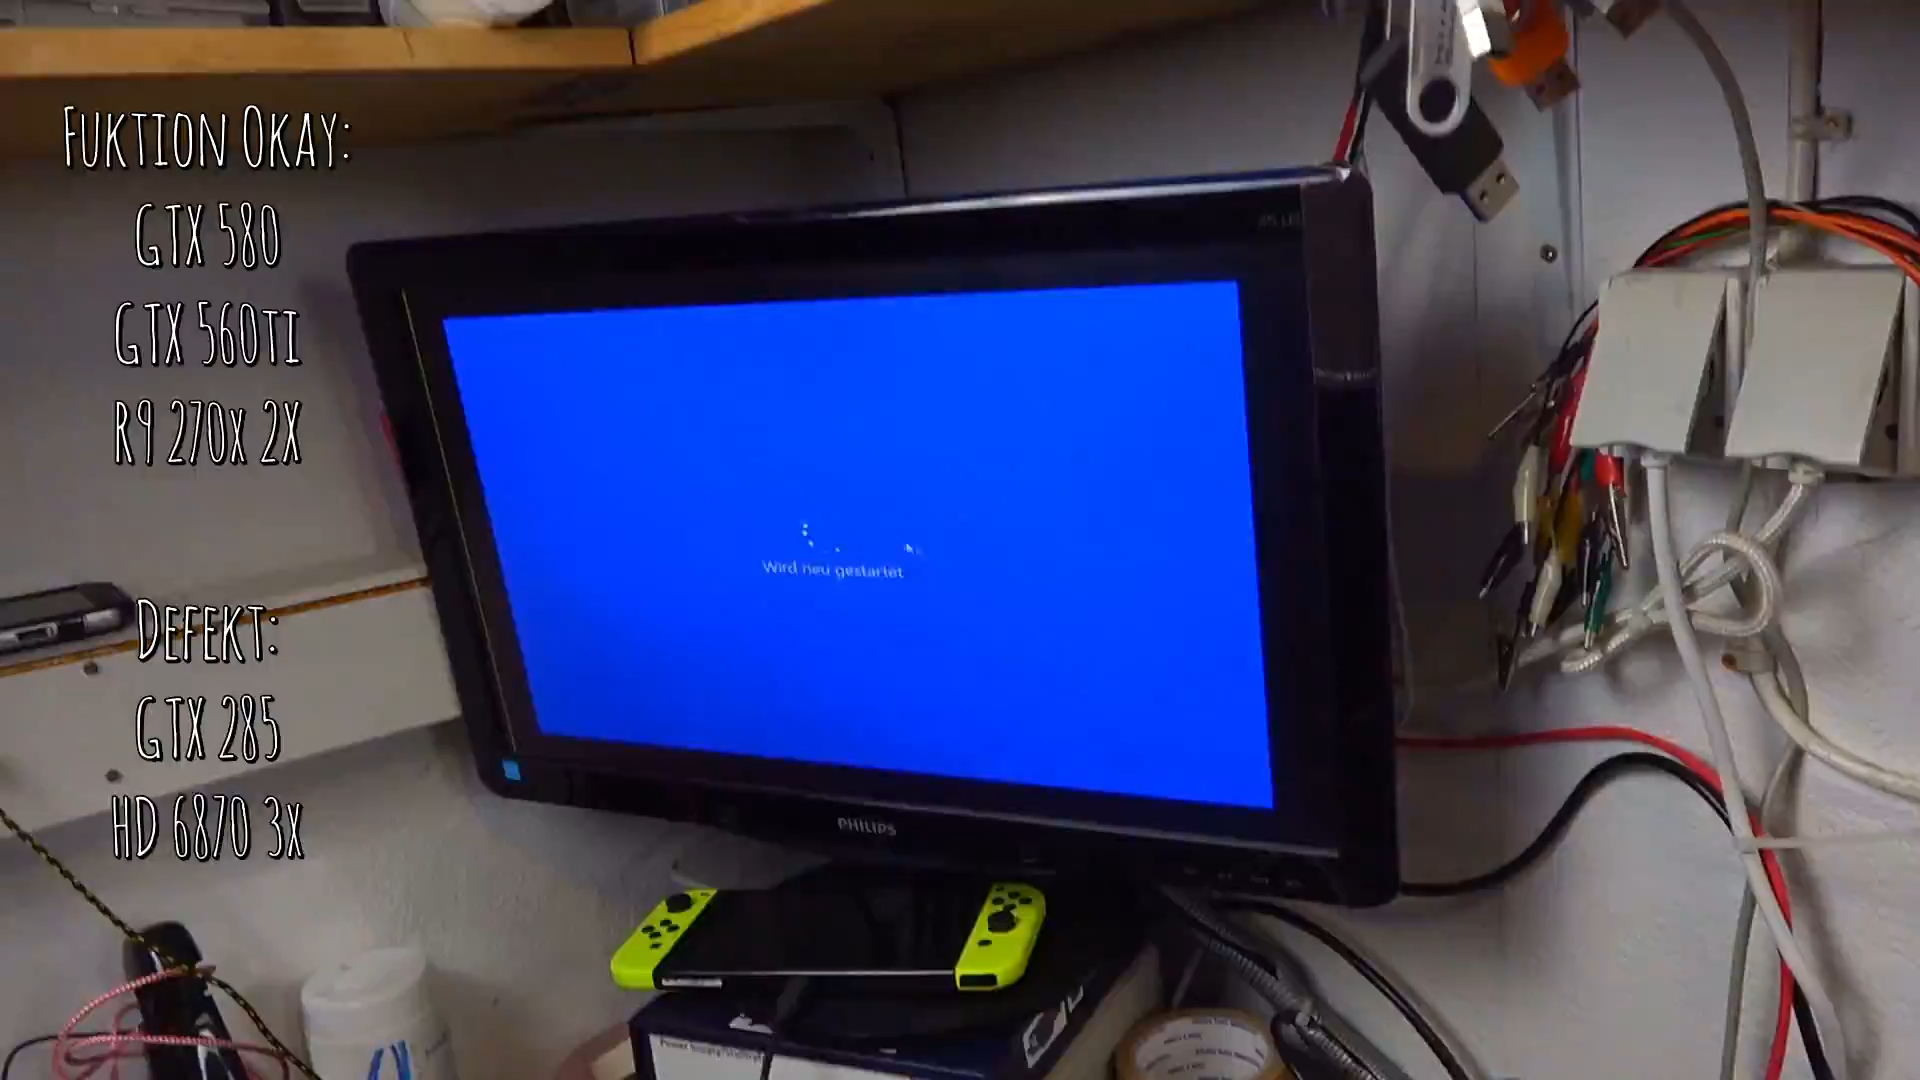 Fuktion Okay:
GTX 580
GTX 560ti
R9 270x 2X
Defekt:
GTX 285
HD 6870 3x
Wird neu gestartet
PHILIPS